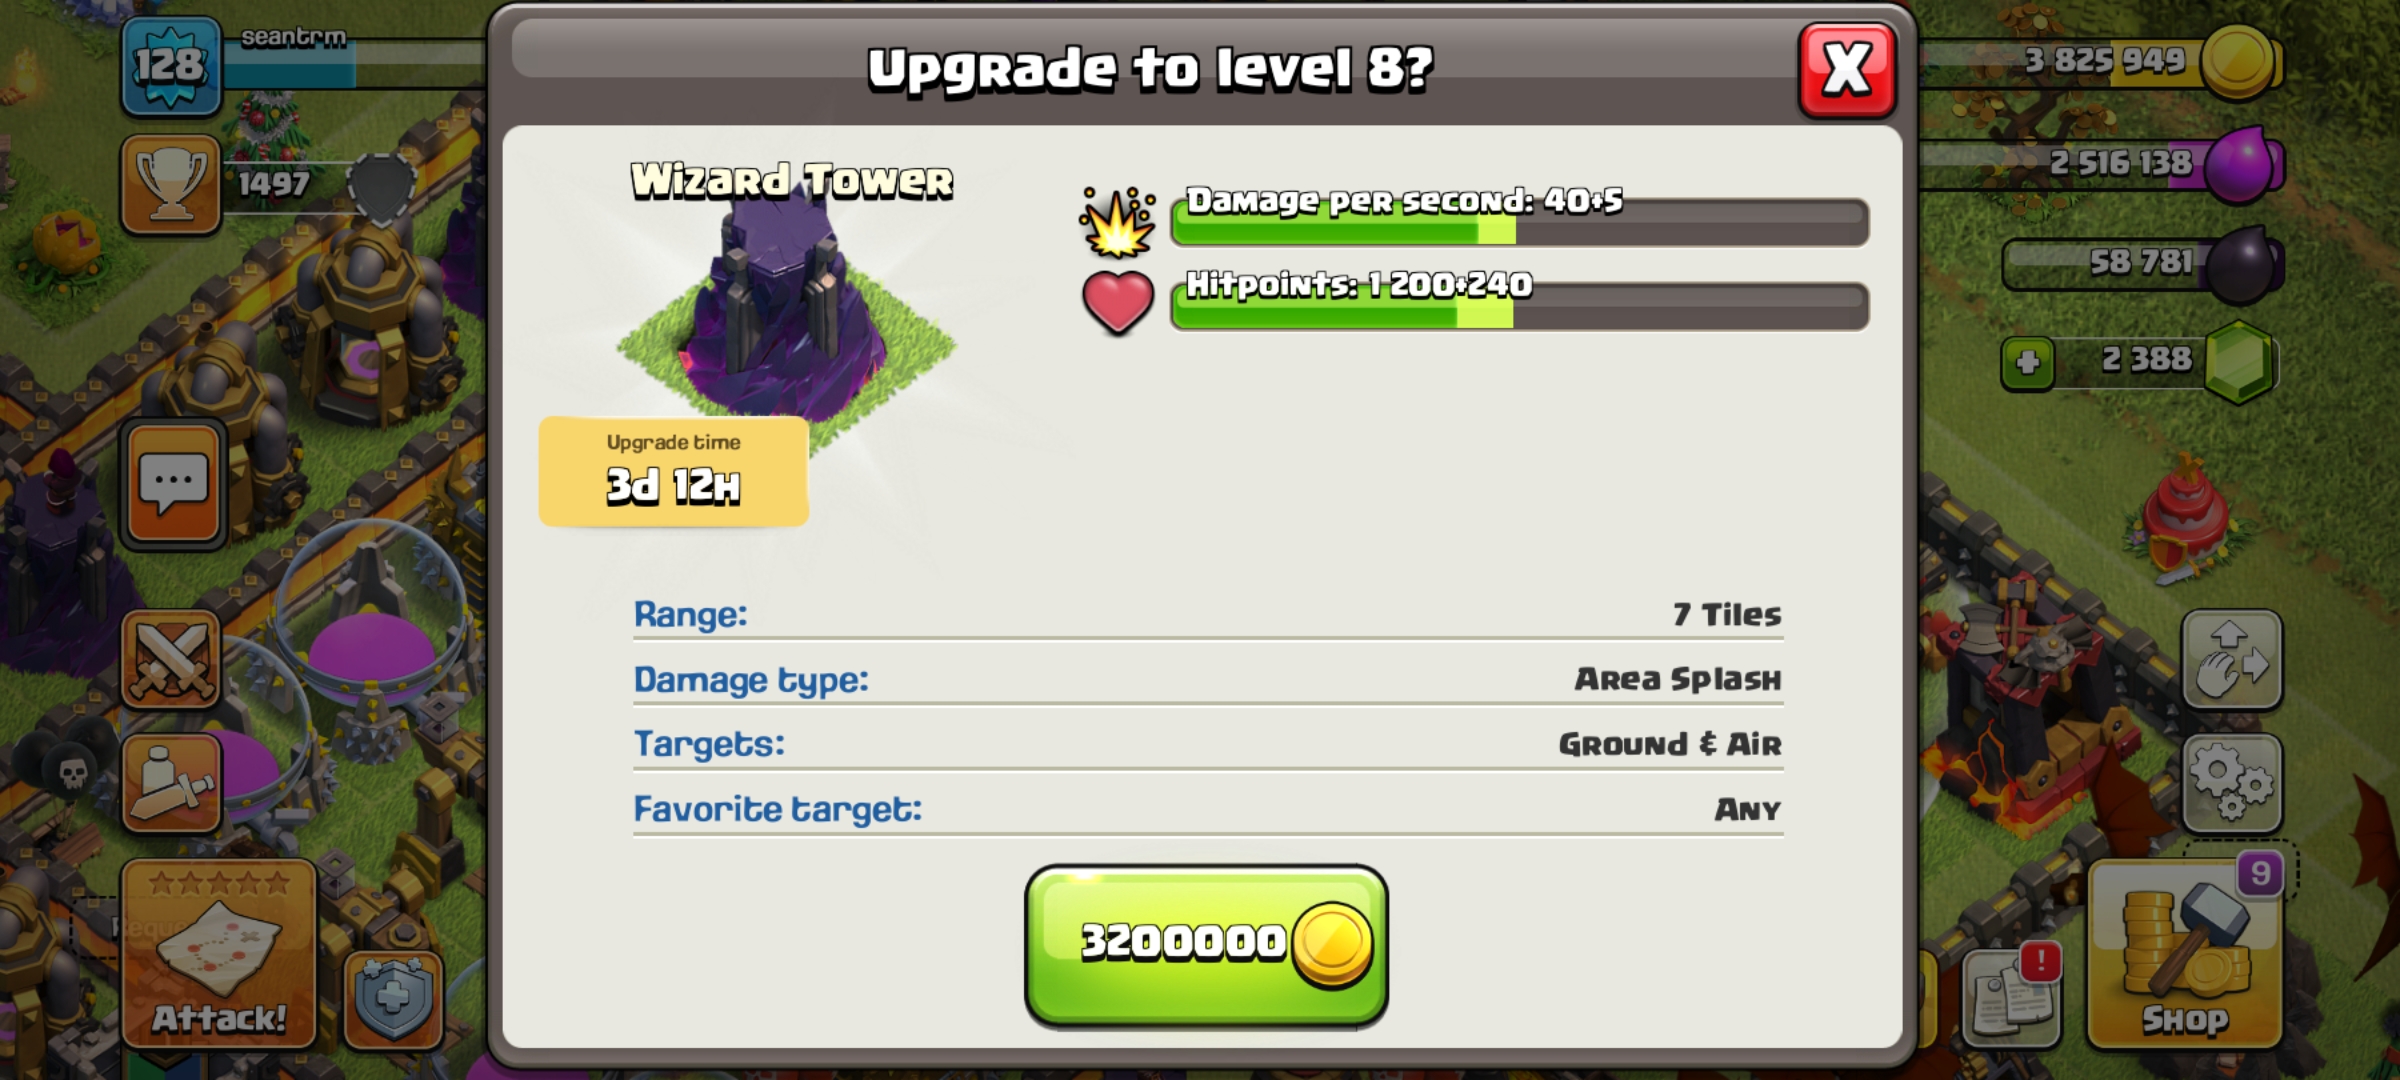 Upgrade to level 8?
X
128
seantrm
1497
3 825 949
2 516 138
58 781
2 388
Wizard Tower
Damage per second: 40+5
Hitpoints: 1 200+240
Upgrade time
3d 12H
Range: 7 Tiles
Damage type: Area Splash
Targets: Ground & Air
Favorite target: Any
3200000
Attack!
9
!
Shop